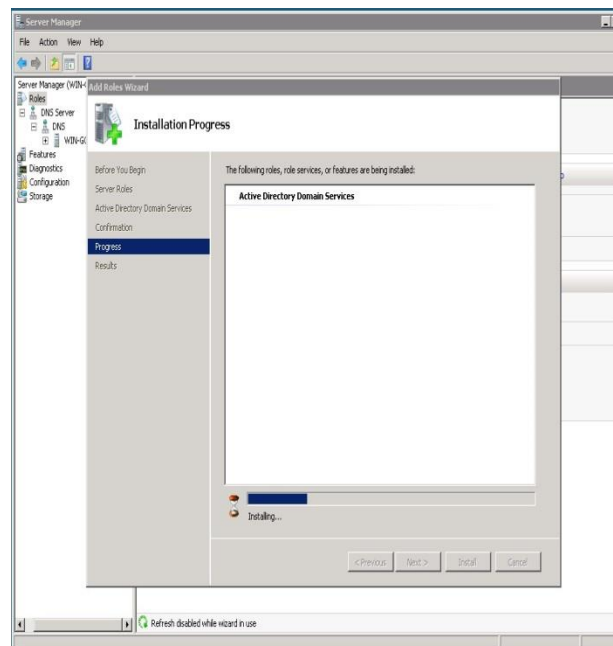 Server Manager
File Action View Help
Server Manager (WIN-
Roles
DNS Server
DNS
Features
Diagnostics
Configuration
Storage
Add Roles Wizard
Installation Progress
Before You Begin
Server Roles
Active Directory Domain Services
Confirmation
Progress
Results
The following roles, role services, or features are being installed:
Active Directory Domain Services
Installing...
< Previous
Next >
Install
Cancel
Refresh disabled while wizard in use